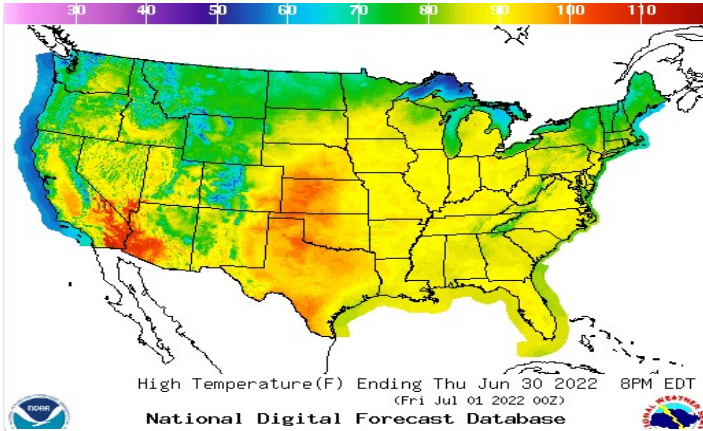 30 40 50 60 70 80 90 100 110
High Temperature(F) Ending Thu Jun 30 2022 8PM EDT
(Fri Jul 01 2022 00Z)
National Digital Forecast Database
NOAA